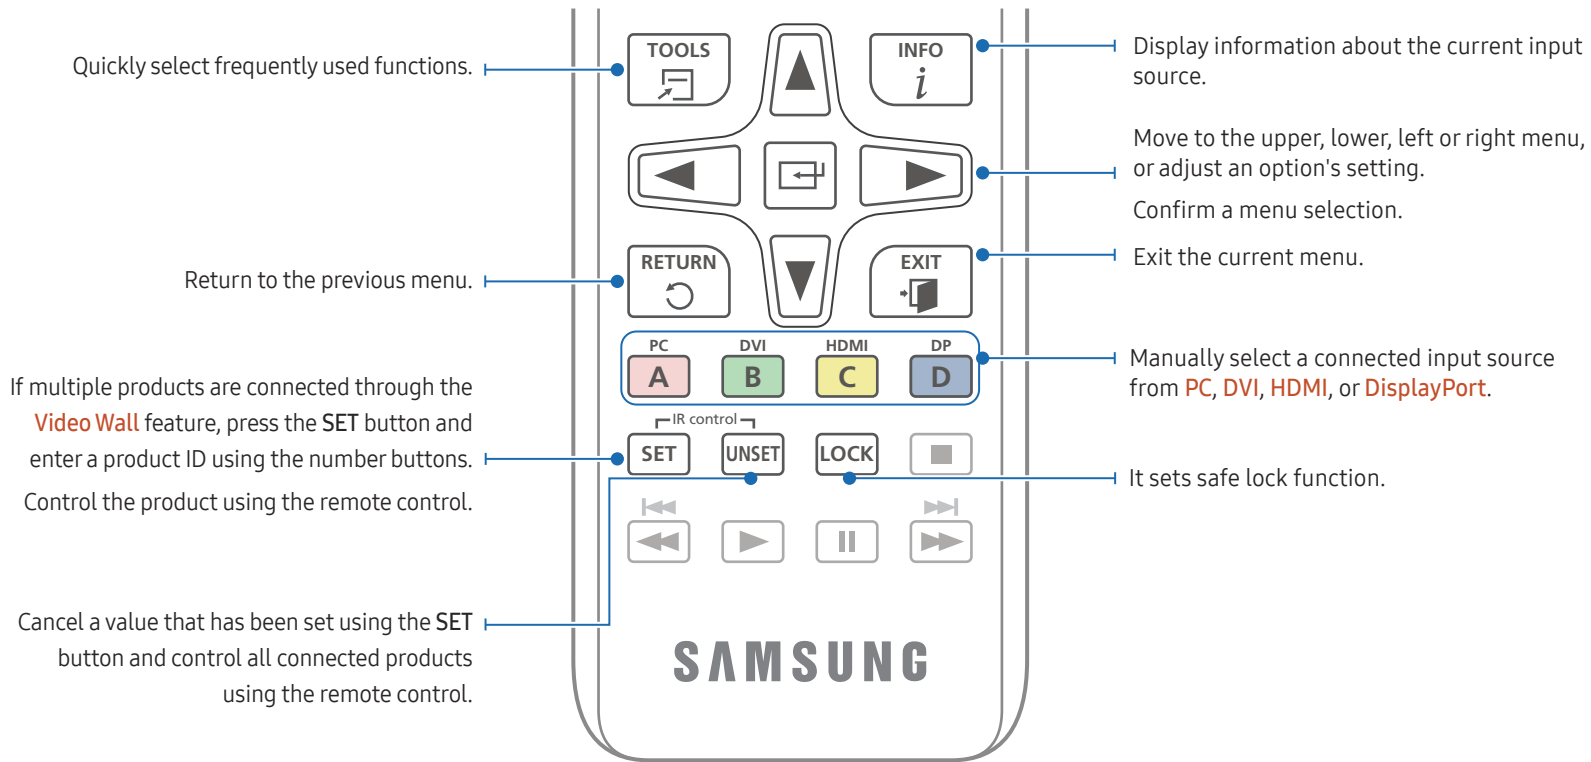 Quickly select frequently used functions.
Return to the previous menu.
If multiple products are connected through the
Video Wall feature, press the SET button and
enter a product ID using the number buttons.
Control the product using the remote control.
Cancel a value that has been set using the SET
button and control all connected products
using the remote control.
TOOLS
INFO
i
RETURN
EXIT
PC
DVI
HDMI
DP
A
B
C
D
IR control
SET
UNSET
LOCK
SAMSUNG
Display information about the current input
source.
Move to the upper, lower, left or right menu,
or adjust an option's setting.
Confirm a menu selection.
Exit the current menu.
Manually select a connected input source
from PC, DVI, HDMI, or DisplayPort.
It sets safe lock function.